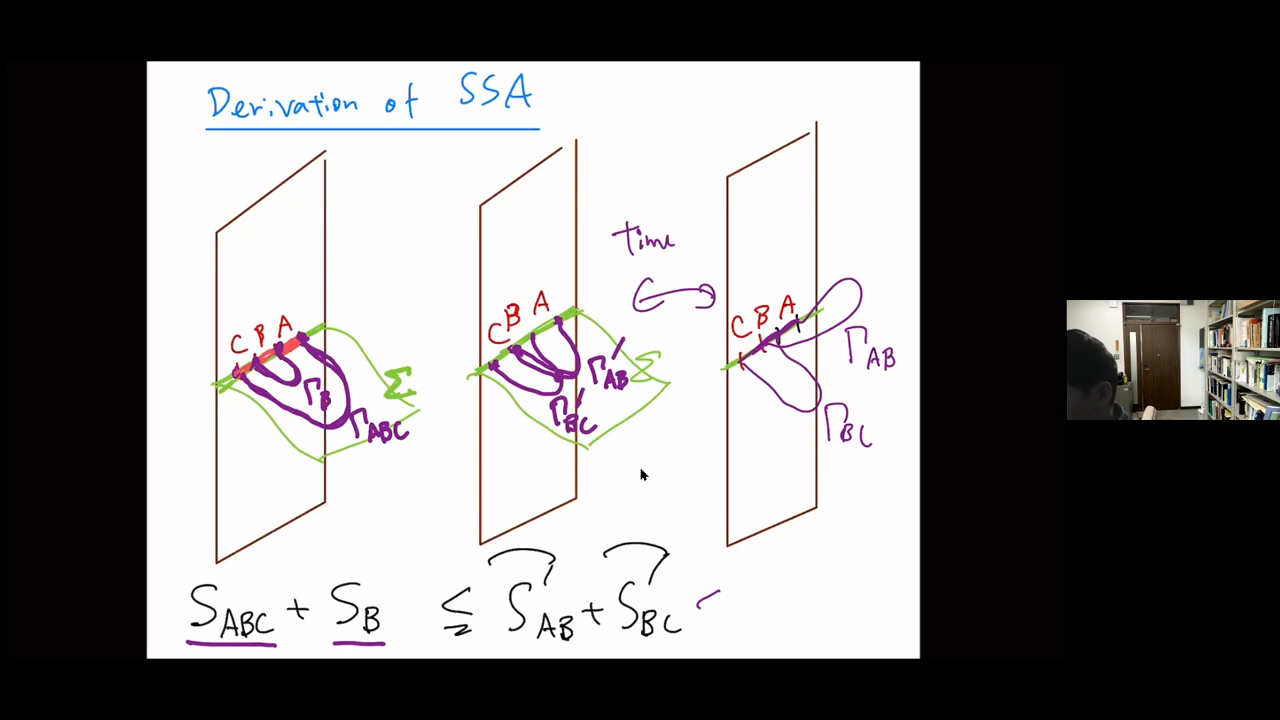 Derivation of SSA
C B A
Γ_B
Γ_ABC
Σ
C B A
Γ'_AB
Γ'_BC
Σ
Time
C B A
Γ_AB
Γ_BC
S_ABC + S_B ≦ S'_AB + S'_BC